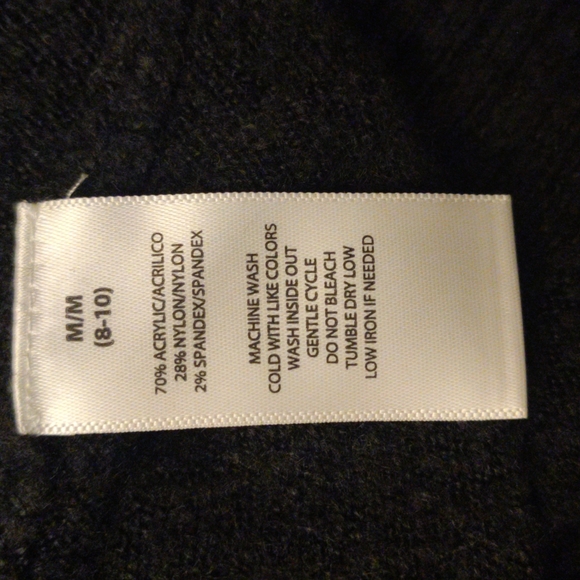 M/M
(8-10)
70% ACRYLIC/ACRILICO
28% NYLON/NYLON
2% SPANDEX/SPANDEX
MACHINE WASH
COLD WITH LIKE COLORS
WASH INSIDE OUT
GENTLE CYCLE
DO NOT BLEACH
TUMBLE DRY LOW
LOW IRON IF NEEDED